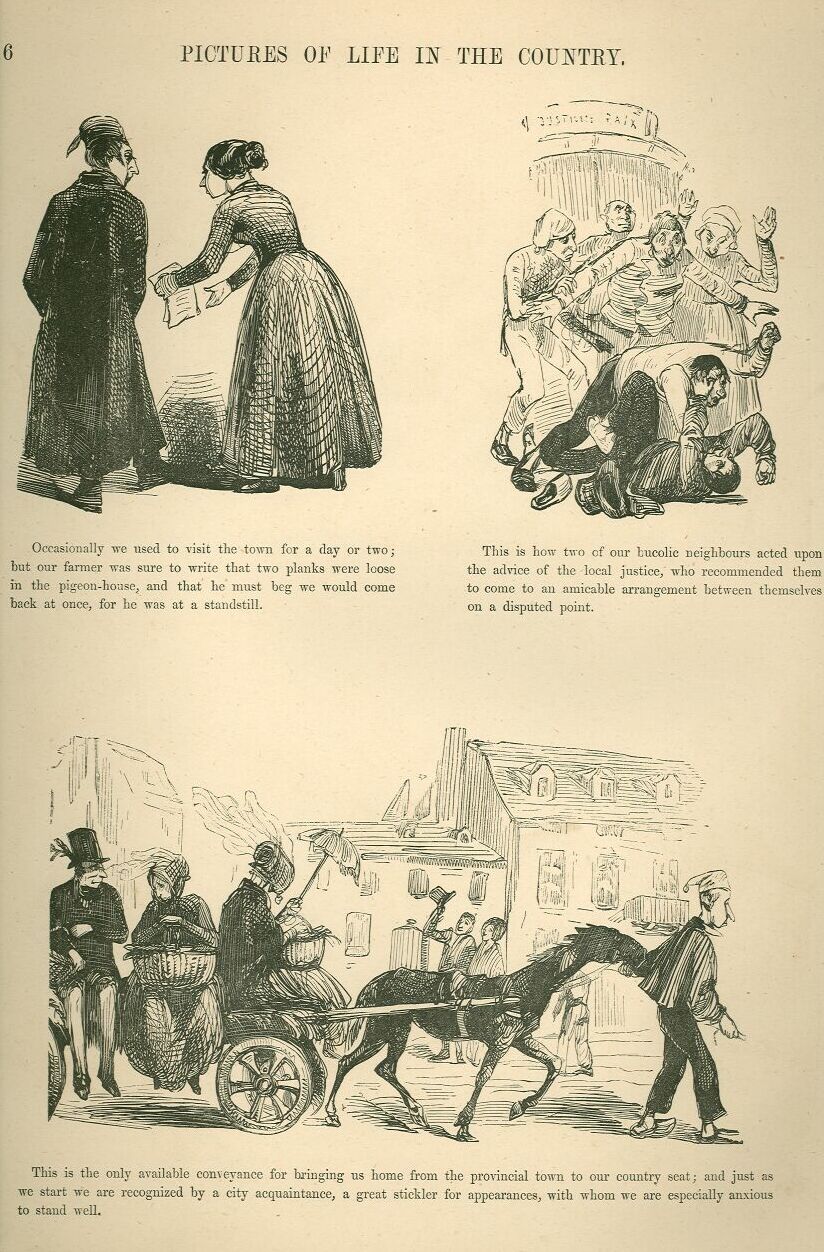 6
PICTURES OF LIFE IN THE COUNTRY.
Occasionally we used to visit the town for a day or two;
but our farmer was sure to write that two planks were loose
in the pigeon-house, and that he must beg we would come
back at once, for he was at a standstill.
This is how two of our bucolic neighbours acted upon
the advice of the local justice, who recommended them
to come to an amicable arrangement between themselves
on a disputed point.
This is the only available conveyance for bringing us home from the provincial town to our country seat; and just as
we start we are recognized by a city acquaintance, a great stickler for appearances, with whom we are especially anxious
to stand well.